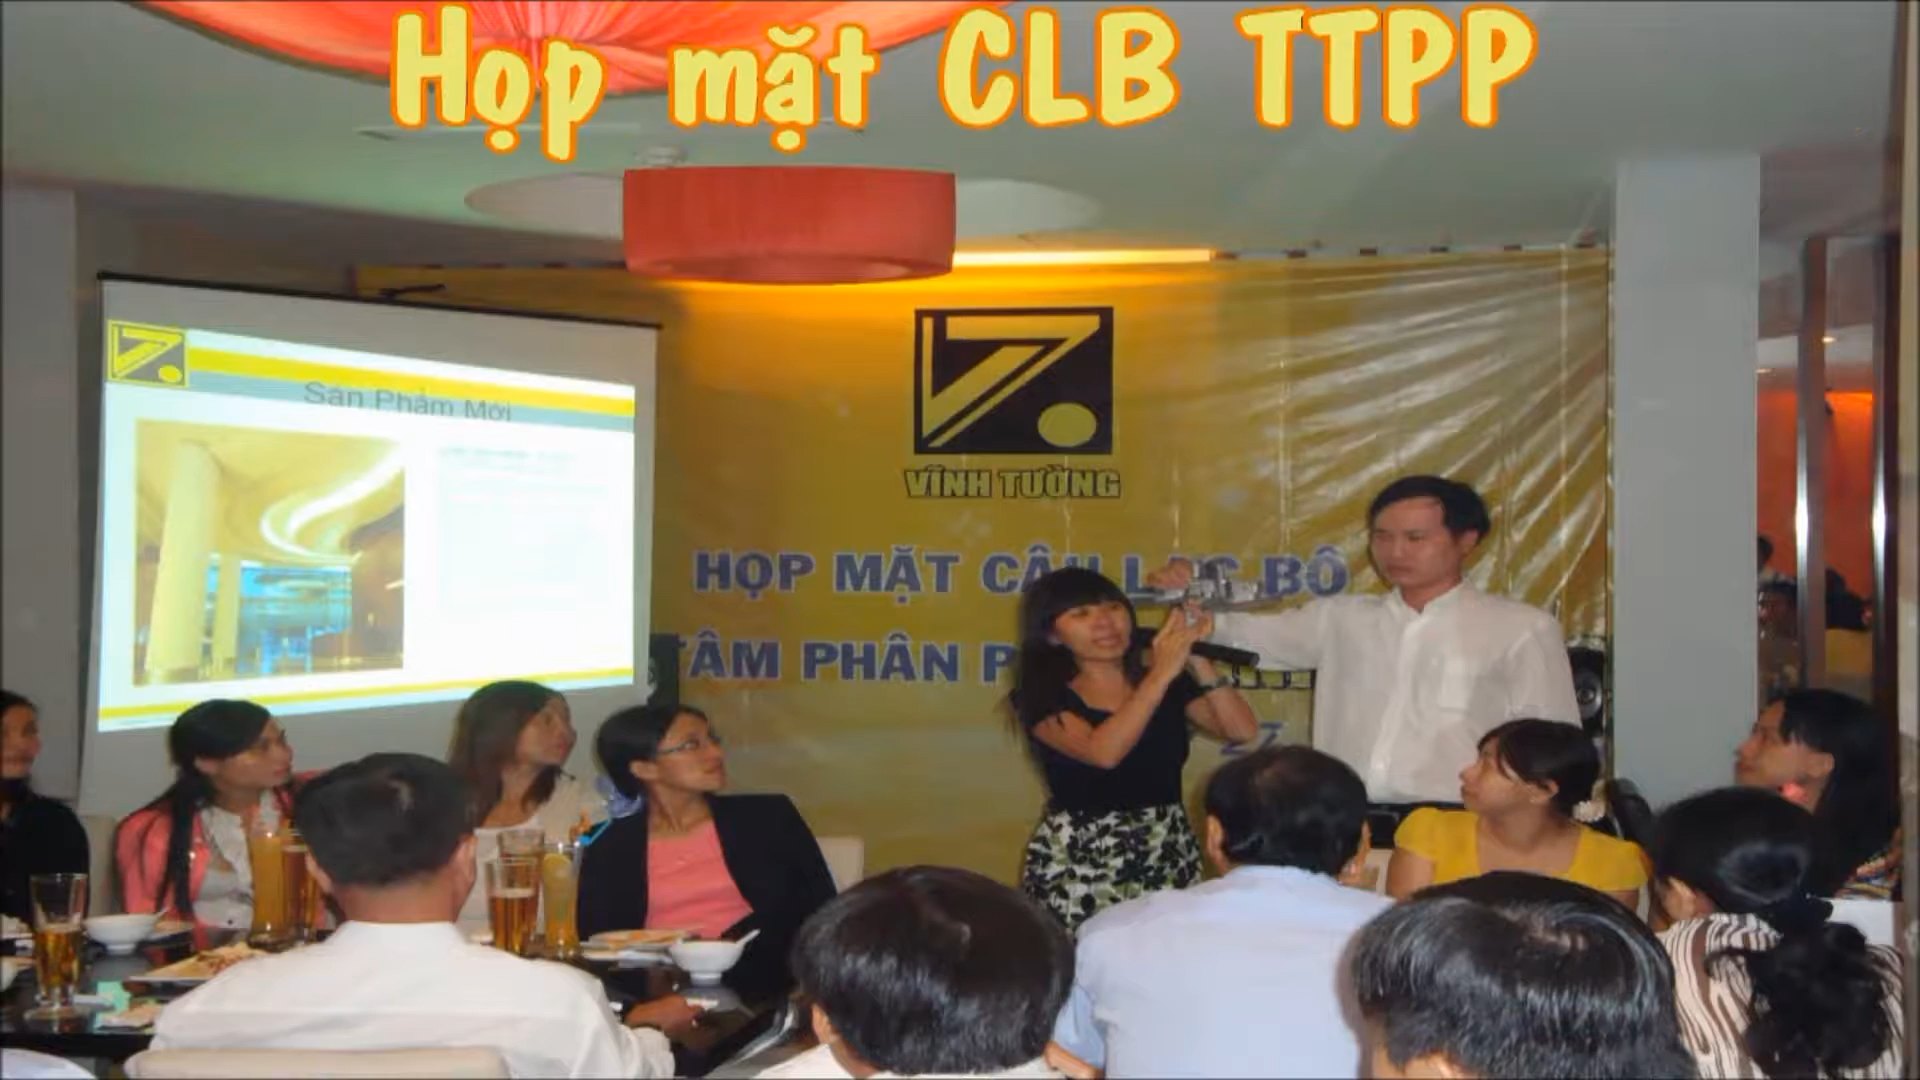 Họp mặt CLB TTPP
Sản Phẩm Mới
VĨNH TƯỜNG
HỌP MẶT CÂU LẠC BỘ
TÂM PHÂN P